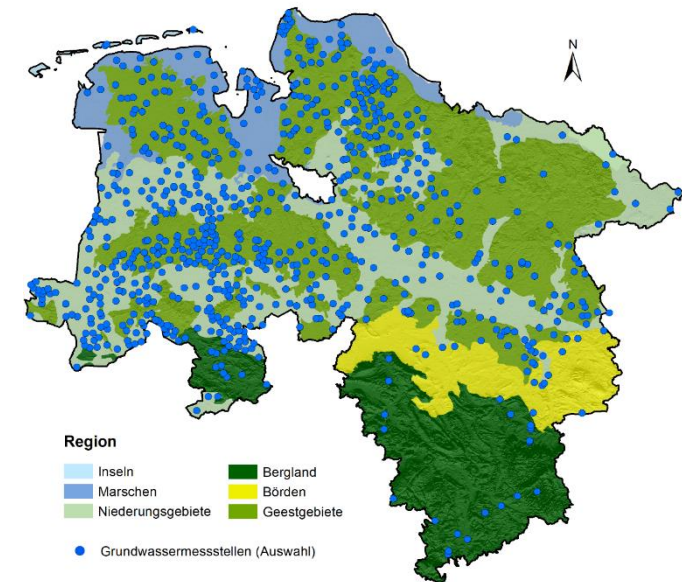 N
Region
Inseln
Marschen
Niederungsgebiete
Bergland
Börden
Geestgebiete
Grundwassermessstellen (Auswahl)